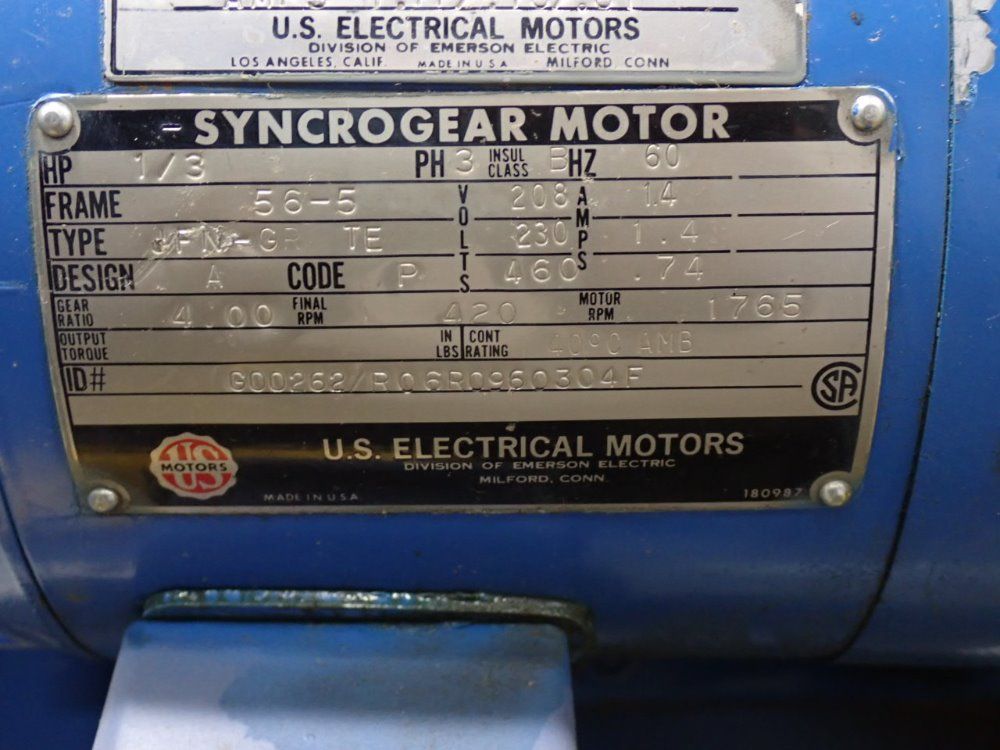 U.S. ELECTRICAL MOTORS
DIVISION OF EMERSON ELECTRIC
LOS ANGELES, CALIF. MADE IN U S A MILFORD CONN
SYNCROGEAR MOTOR
HP 1/3 PH 3 INSUL CLASS B HZ 60
FRAME 56-5 VOLTS 208 AMPS 1.4
TYPE TE 230 1.4
DESIGN A CODE P 460 .74
GEAR RATIO 4.00 FINAL RPM 420 MOTOR RPM 1765
OUTPUT TORQUE IN LBS CONT RATING 40°C AMB
ID# G00262/R06R0960304F
CSA
US MOTORS
U.S. ELECTRICAL MOTORS
DIVISION OF EMERSON ELECTRIC
MILFORD, CONN.
MADE IN U.S.A. 180987